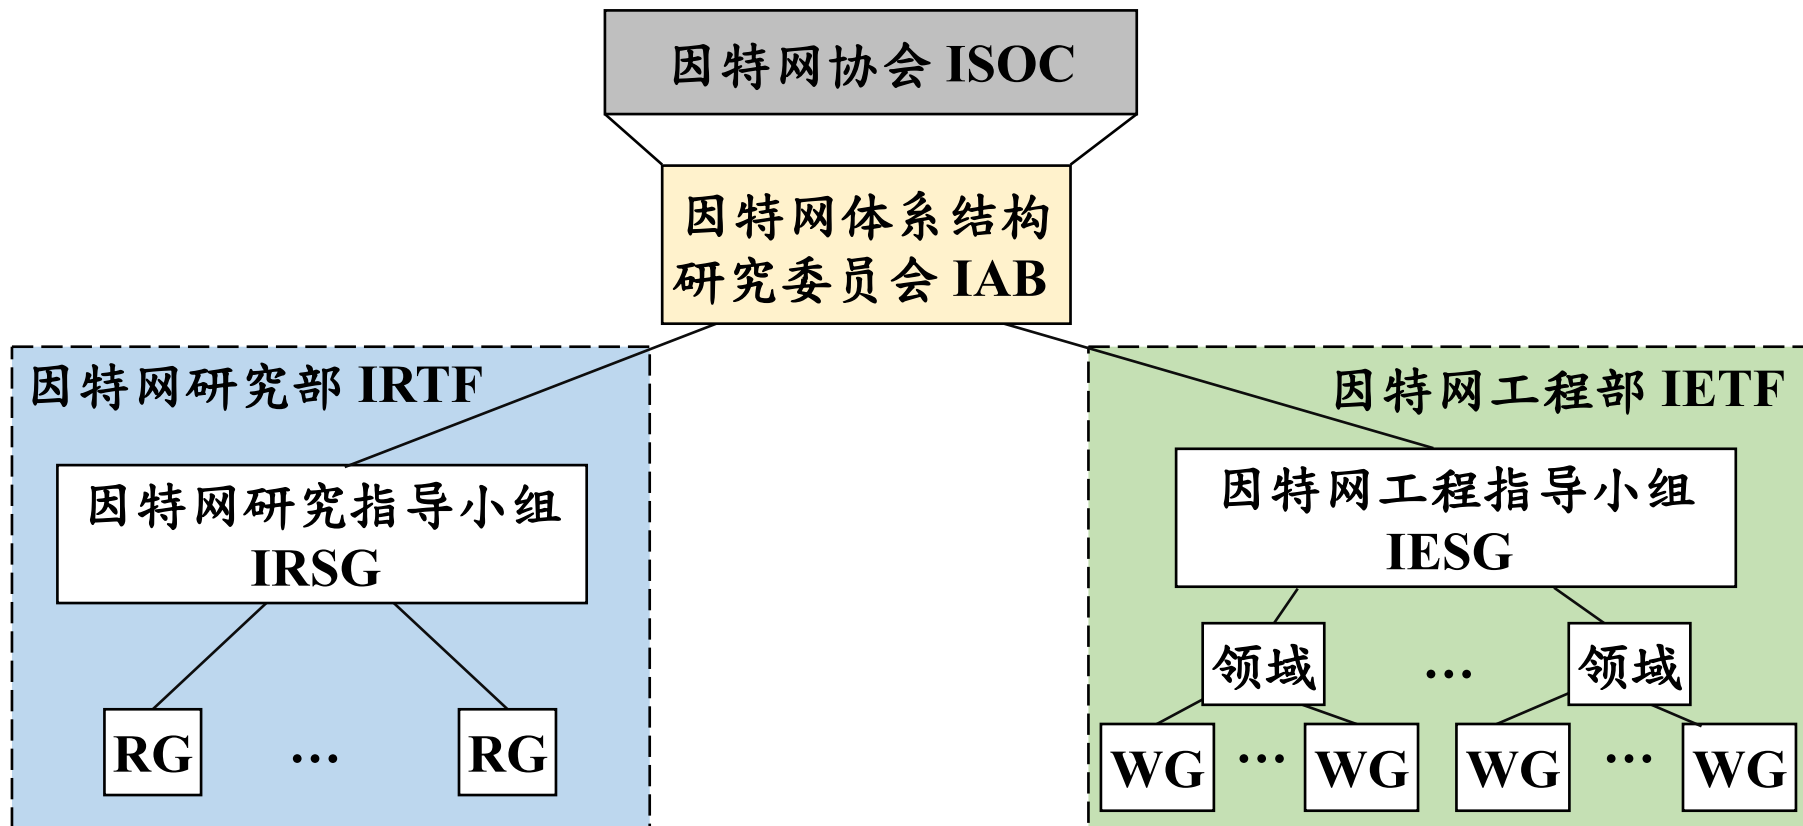 因特网协会 ISOC
因特网体系结构
研究委员会 IAB
因特网研究部 IRTF
因特网研究指导小组
IRSG
RG ... RG
因特网工程部 IETF
因特网工程指导小组
IESG
领域 ... 领域
WG ... WG WG ... WG